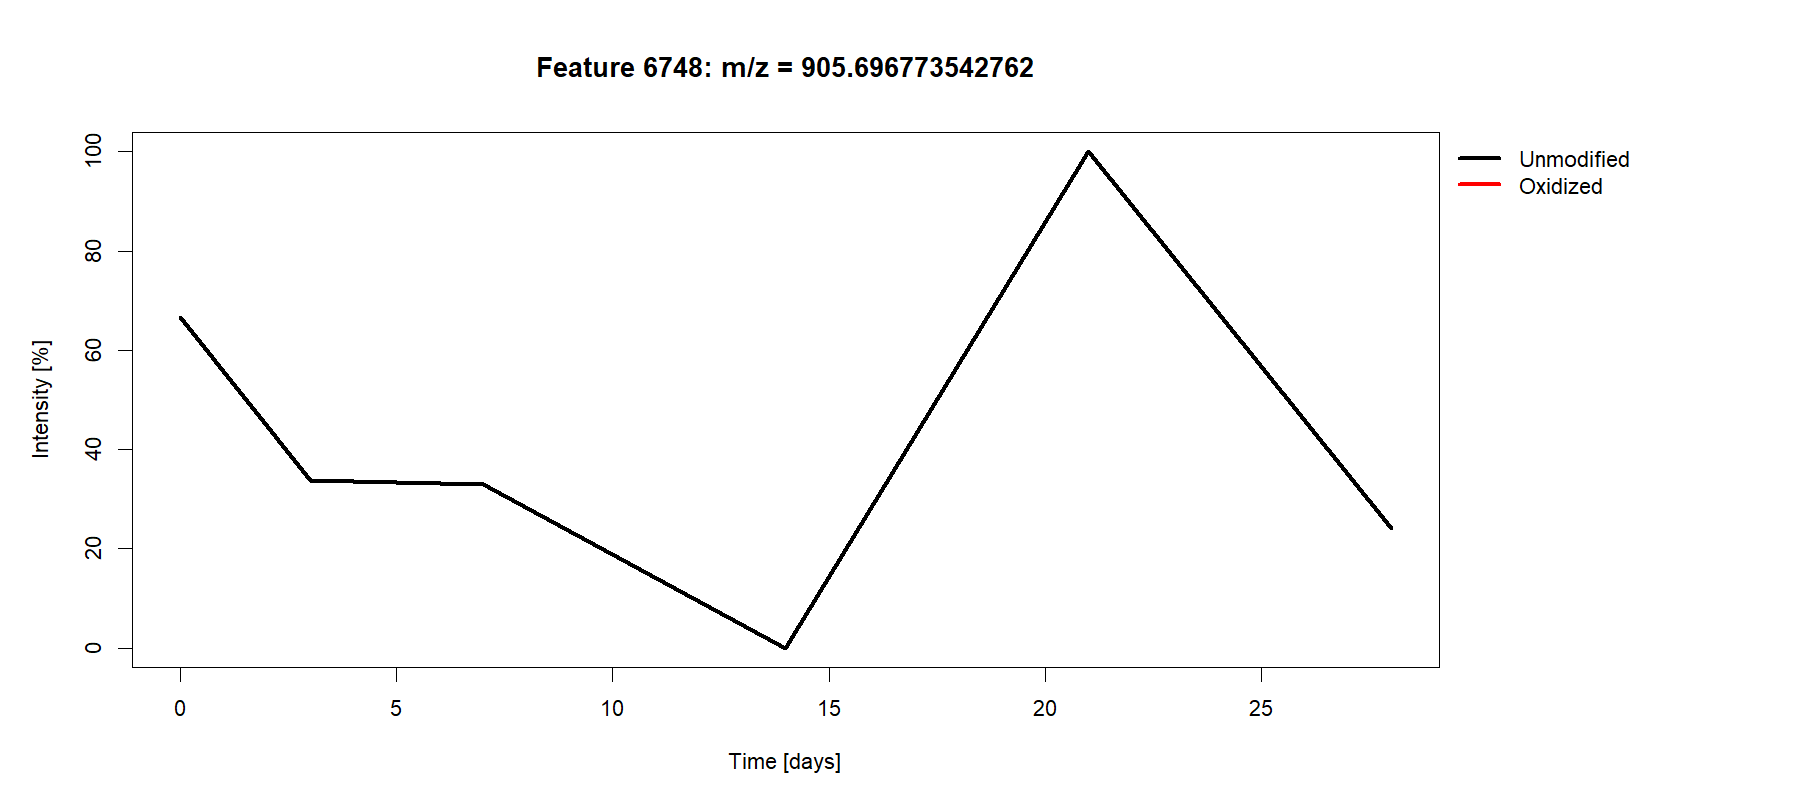 Feature 6748: m/z = 905.696773542762
Unmodified
Oxidized
Intensity [%]
100
80
60
40
20
0
0 5 10 15 20 25
Time [days]